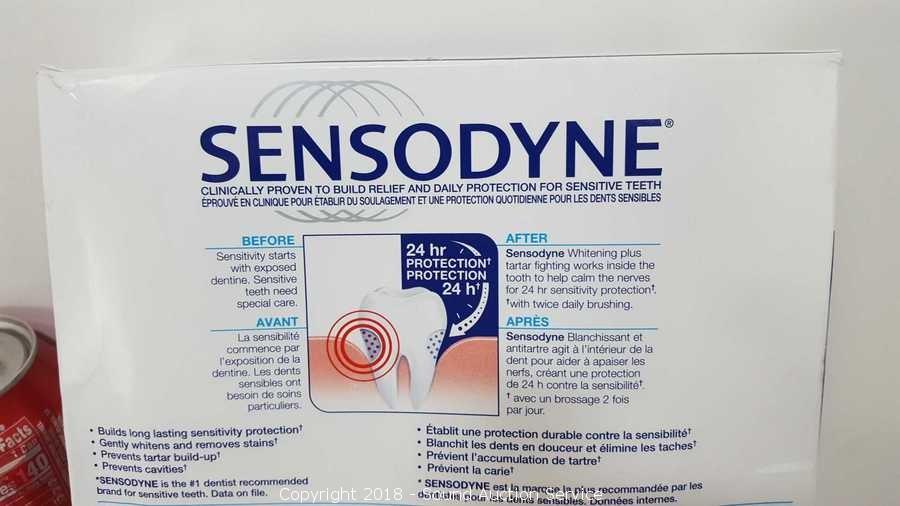 SENSODYNE®
CLINICALLY PROVEN TO BUILD RELIEF AND DAILY PROTECTION FOR SENSITIVE TEETH
ÉPROUVÉ EN CLINIQUE POUR ÉTABLIR DU SOULAGEMENT ET UNE PROTECTION QUOTIDIENNE POUR LES DENTS SENSIBLES
BEFORE
Sensitivity starts
with exposed
dentine. Sensitive
teeth need
special care.
AVANT
La sensibilité
commence par
l'exposition de la
dentine. Les dents
sensibles ont
besoin de soins
particuliers.
24 hr
PROTECTION†
PROTECTION
24 h†
AFTER
Sensodyne Whitening plus
tartar fighting works inside the
tooth to help calm the nerves
for 24 hr sensitivity protection†.
†with twice daily brushing.
APRÈS
Sensodyne Blanchissant et
antitartre agit à l'intérieur de la
dent pour aider à apaiser les
nerfs, créant une protection
de 24 h contre la sensibilité†.
† avec un brossage 2 fois
par jour.
• Builds long lasting sensitivity protection†
• Gently whitens and removes stains†
• Prevents tartar build-up†
• Prevents cavities†
*SENSODYNE is the #1 dentist recommended
brand for sensitive teeth. Data on file.
• Établit une protection durable contre la sensibilité†
• Blanchit les dents en douceur et élimine les taches†
• Prévient l'accumulation de tartre†
• Prévient la carie†
*SENSODYNE est la marque la plus recommandée par les
dentistes pour les dents sensibles. Données internes.
Facts
140
Copyright 2018 - Sound Auction Service